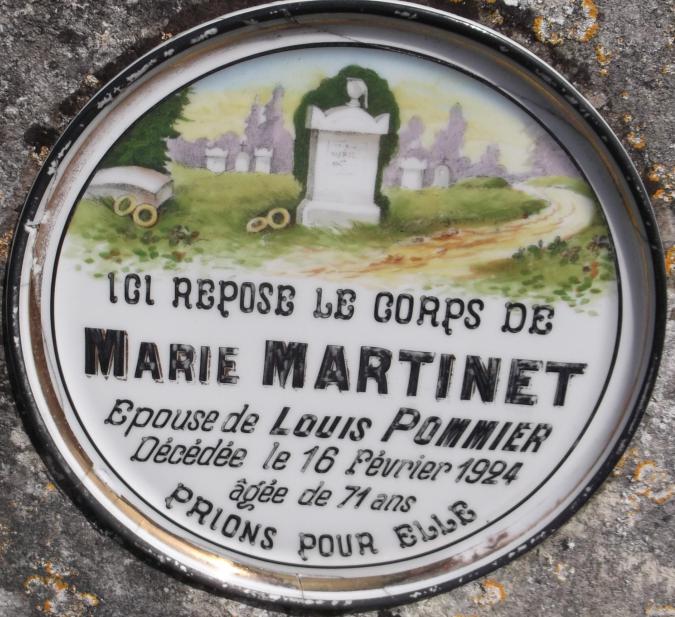 ICI REPOSE LE CORPS DE
MARIE MARTINET
Epouse de LOUIS POMMIER
Décédée le 16 Février 1924
âgée de 71 ans
PRIONS POUR ELLE